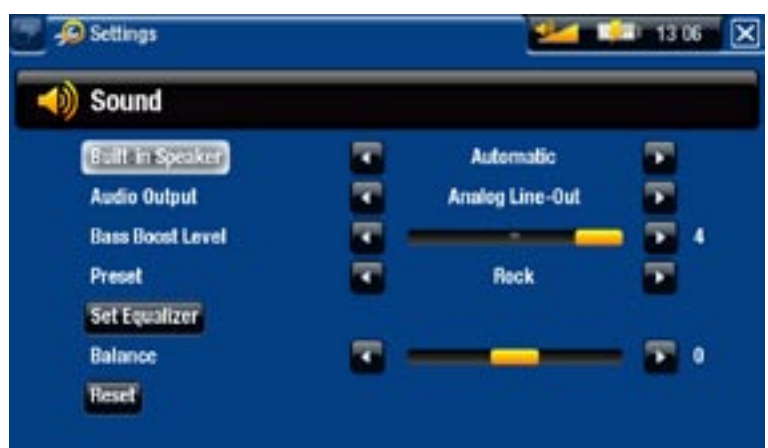 Settings 13 06
Sound
Built-in Speaker Automatic
Audio Output Analog Line-Out
Bass Boost Level 4
Preset Rock
Set Equalizer
Balance 0
Reset